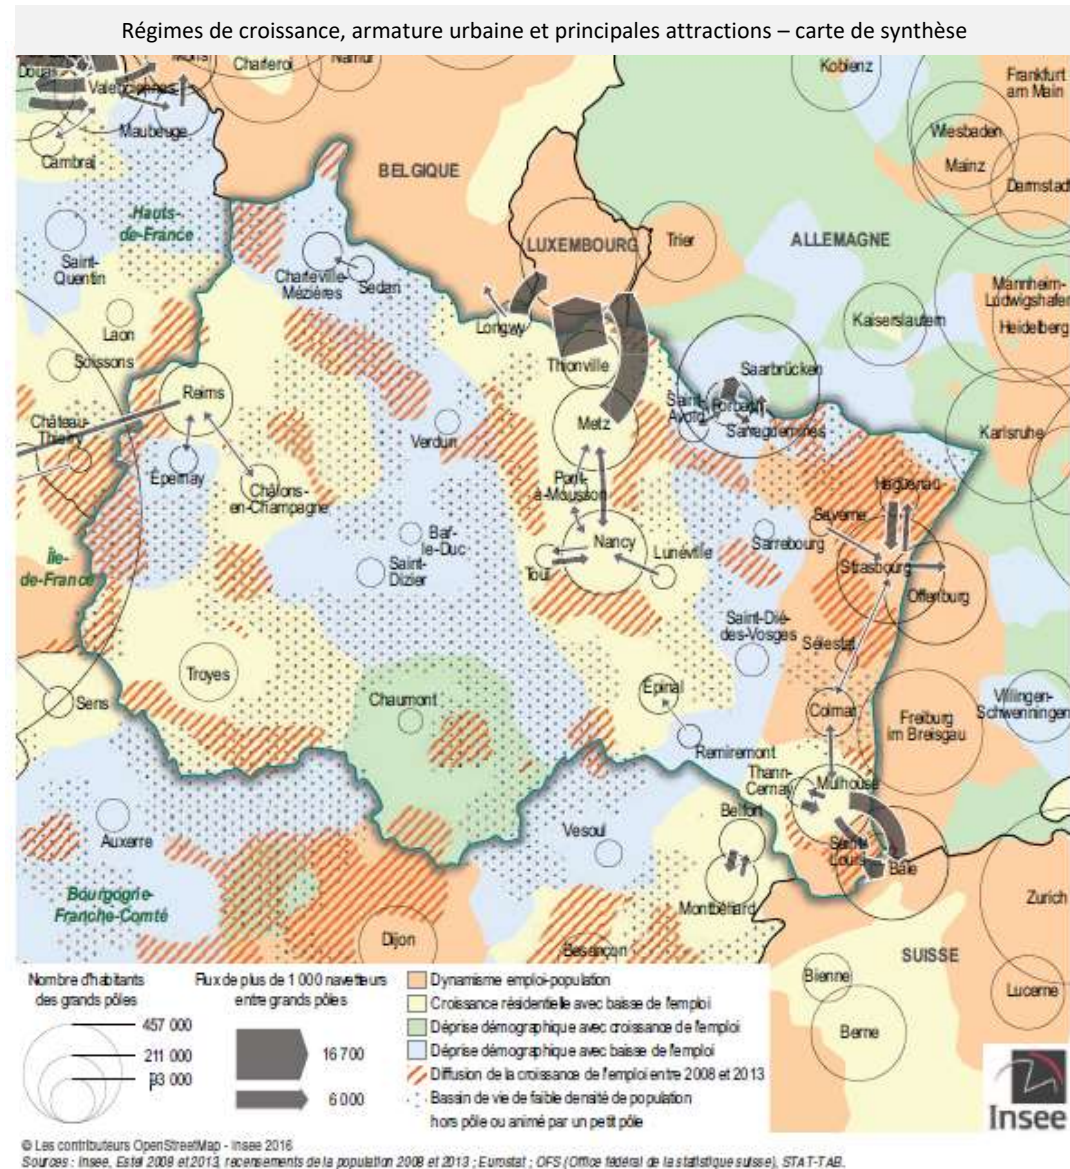 Régimes de croissance, armature urbaine et principales attractions – carte de synthèse
Mons
Charleroi
Namur
Koblenz
Douai
Valenciennes
Frankfurt
am Main
Maubeuge
Wiesbaden
Cambrai
Mainz
BELGIQUE
Darmstadt
Hauts-
de-France
LUXEMBOURG
Trier
ALLEMAGNE
Saint-
Quentin
Charleville-
Mézières
Sedan
Mannheim-
Ludwigshafen
Laon
Longwy
Kaiserslautern
Heidelberg
Soissons
Thionville
Saarbrücken
Reims
Saint-
Avold
Forbach
Château-
Thierry
Metz
Verdun
Sarreguemines
Karlsruhe
Épernay
Châlons-
en-Champagne
Pont-
à-Mousson
Haguenau
Bar-
le-Duc
Saverne
Nancy
Lunéville
Sarrebourg
Île-
de-France
Saint-
Dizier
Toul
Strasbourg
Offenburg
Saint-Dié-
des-Vosges
Sélestat
Troyes
Chaumont
Épinal
Sens
Colmar
Freiburg
im Breisgau
Villingen-
Schwenningen
Remiremont
Thann-
Cernay
Mulhouse
Belfort
Auxerre
Vesoul
Saint-
Louis
Bâle
Bourgogne-
Franche-Comté
Montbéliard
Zurich
Dijon
Besançon
SUISSE
Bienne
Lucerne
Berne
Nombre d'habitants
des grands pôles
457 000
211 000
93 000
Flux de plus de 1 000 navetteurs
entre grands pôles
16 700
6 000
Dynamisme emploi-population
Croissance résidentielle avec baisse de l'emploi
Déprise démographique avec croissance de l'emploi
Déprise démographique avec baisse de l'emploi
Diffusion de la croissance de l'emploi entre 2008 et 2013
Bassin de vie de faible densité de population
hors pôle ou animé par un petit pôle
Insee
© Les contributeurs OpenStreetMap - Insee 2016
Sources : Insee, Estel 2008 et 2013, recensements de la population 2008 et 2013 ; Eurostat ; OFS (Office fédéral de la statistique suisse), STAT-TAB.